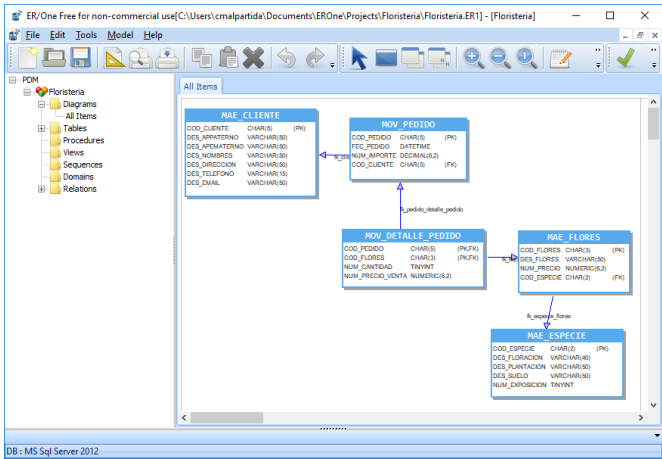 ER/One Free for non-commercial use[C:\Users\cmalpartida\Documents\EROne\Projects\Floristeria\Floristeria.ER1] - [Floristeria]
File Edit Tools Model Help
PDM
Floristeria
Diagrams
All Items
Tables
Procedures
Views
Sequences
Domains
Relations
All Items
MAE_CLIENTE
COD_CLIENTE CHAR(5) (PK)
DES_APPATERNO VARCHAR(50)
DES_APEMATERNO VARCHAR(50)
DES_NOMBRES VARCHAR(50)
DES_DIRECCION VARCHAR(50)
DES_TELEFONO VARCHAR(15)
DES_EMAIL VARCHAR(50)
MOV_PEDIDO
COD_PEDIDO CHAR(5) (PK)
FEC_PEDIDO DATETIME
NUM_IMPORTE DECIMAL(6,2)
COD_CLIENTE CHAR(5) (FK)
fk_pedido_detalle_pedido
MOV_DETALLE_PEDIDO
COD_PEDIDO CHAR(5) (PK,FK)
COD_FLORES CHAR(3) (PK,FK)
NUM_CANTIDAD TINYINT
NUM_PRECIO_VENTA NUMERIC(6,2)
MAE_FLORES
COD_FLORES CHAR(3) (PK)
DES_FLORES VARCHAR(50)
NUM_PRECIO NUMERIC(6,2)
COD_ESPECIE CHAR(2) (FK)
fk_especie_flores
MAE_ESPECIE
COD_ESPECIE CHAR(2) (PK)
DES_FLORACION VARCHAR(40)
DES_PLANTACION VARCHAR(50)
DES_SUELO VARCHAR(50)
NUM_EXPOSICION TINYINT
DB : MS Sql Server 2012